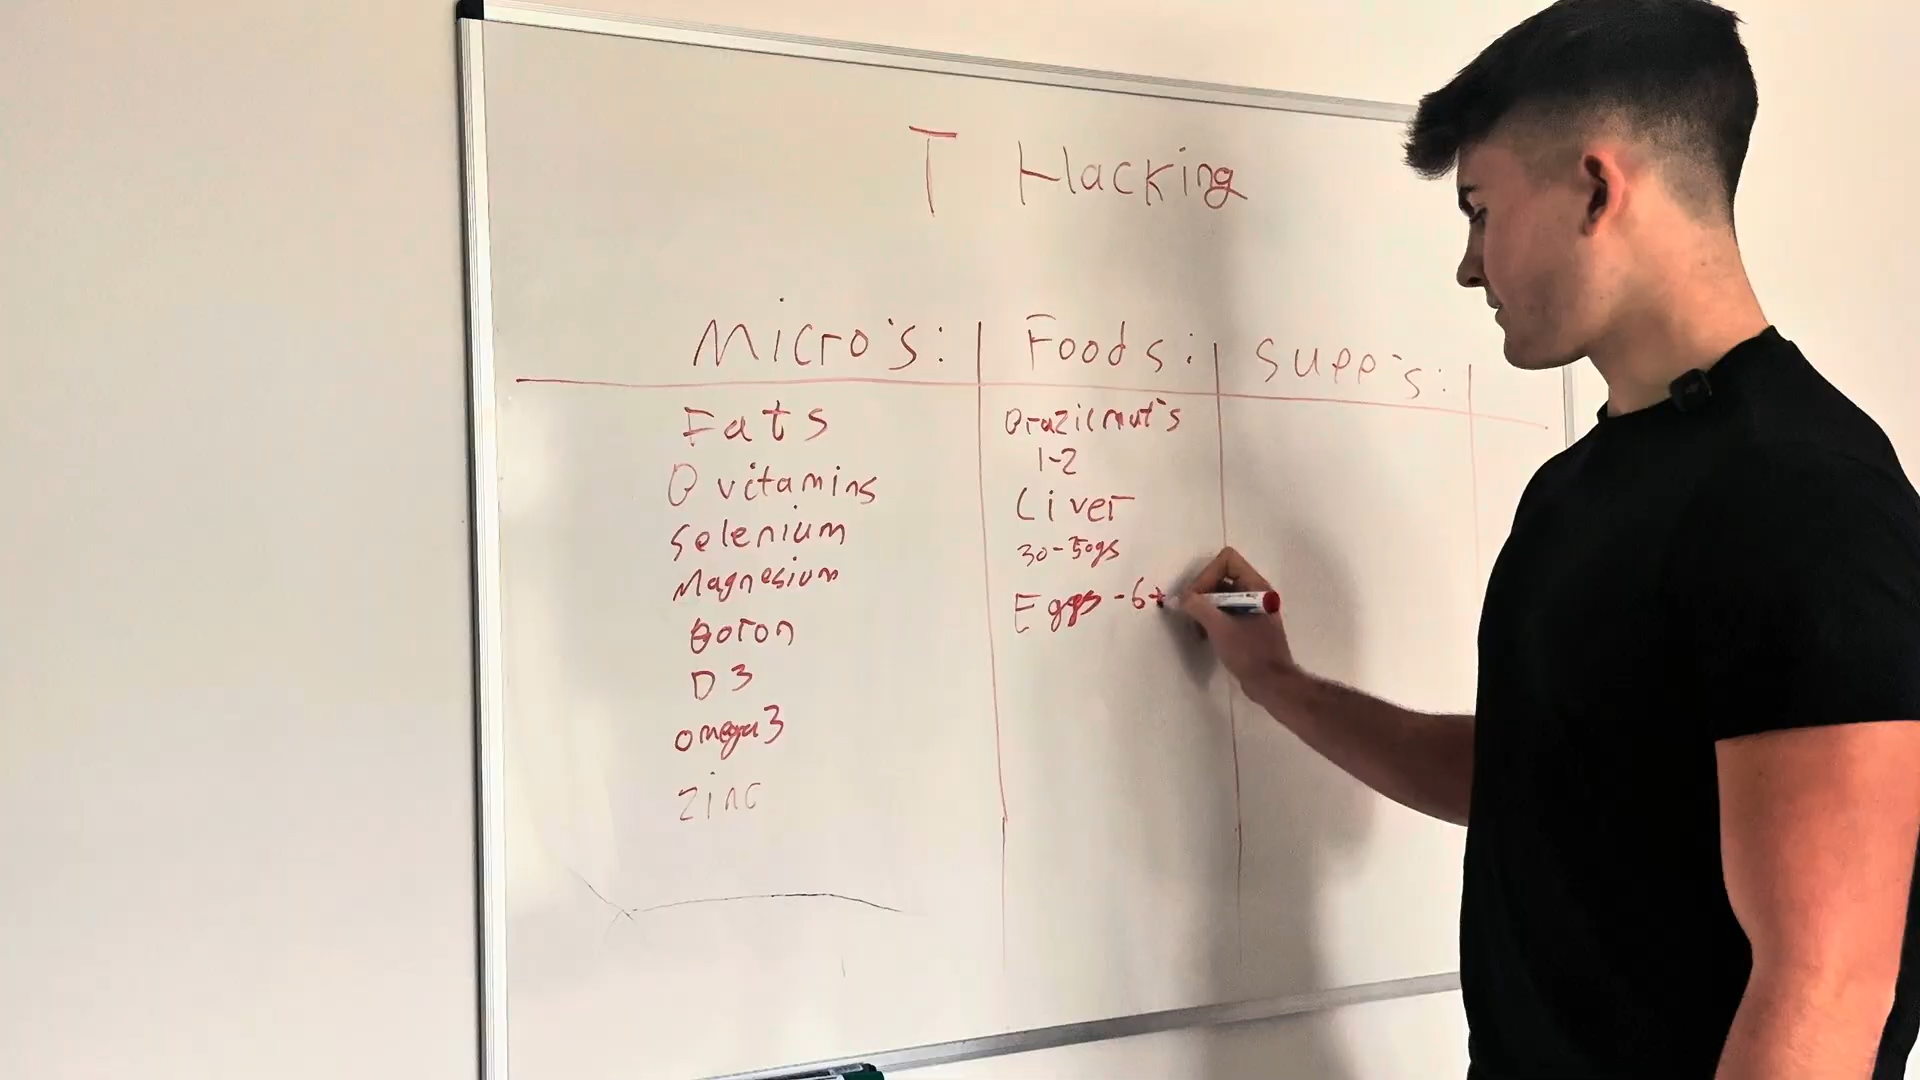 T Hacking
Micro's: Foods: Supp's:
Fats
B vitamins
Selenium
Magnesium
Boron
D3
omega3
zinc
Brazilnut's
1-2
Liver
30-50gs
Eggs-6+